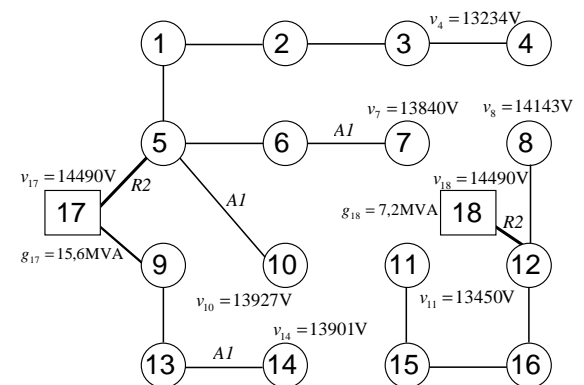 v₄ = 13234V
1 2 3 4
v₇ = 13840V v₈ = 14143V
5 6 A1 7 8
v₁₇ = 14490V R2 A1 v₁₈ = 14490V
17 g₁₈ = 7,2MVA 18 R2
g₁₇ = 15,6MVA 9 10 11 12
v₁₀ = 13927V v₁₁ = 13450V
v₁₄ = 13901V
13 A1 14 15 16